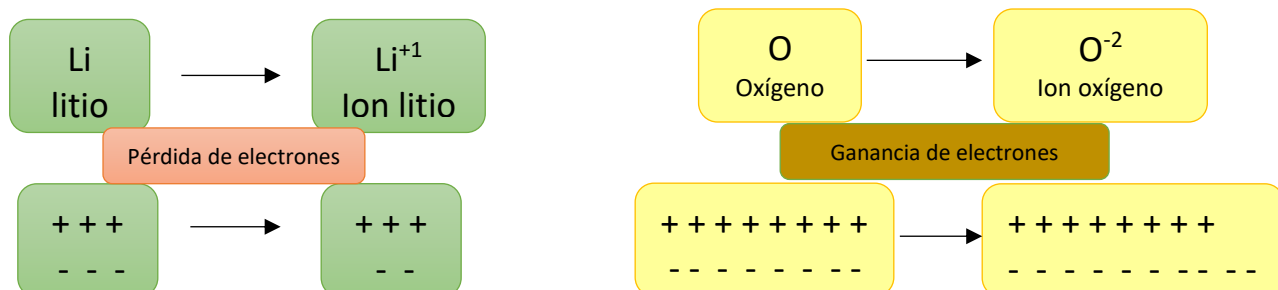 Li
litio
Li⁺¹
Ion litio
Pérdida de electrones
+ + +
- - -
+ + +
- -
O
Oxígeno
O⁻²
Ion oxígeno
Ganancia de electrones
+ + + + + + + +
- - - - - - - -
+ + + + + + + +
- - - - - - - - - -